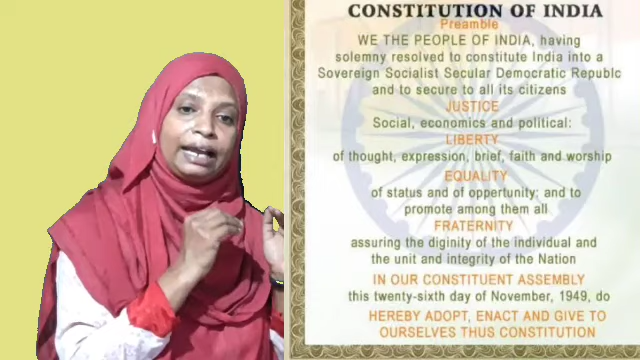 CONSTITUTION OF INDIA
Preamble
WE THE PEOPLE OF INDIA, having
solemny resolved to constitute India into a
Sovereign Socialist Secular Democratic Republc
and to secure to all its citizens
JUSTICE
Social, economics and political:
LIBERTY
of thought, expression, brief, faith and worship
EQUALITY
of status and of opportunity: and to
promote among them all
FRATERNITY
assuring the diginity of the individual and
the unit and integrity of the Nation
IN OUR CONSTITUENT ASSEMBLY
this twenty-sixth day of November, 1949, do
HEREBY ADOPT, ENACT AND GIVE TO
OURSELVES THUS CONSTITUTION